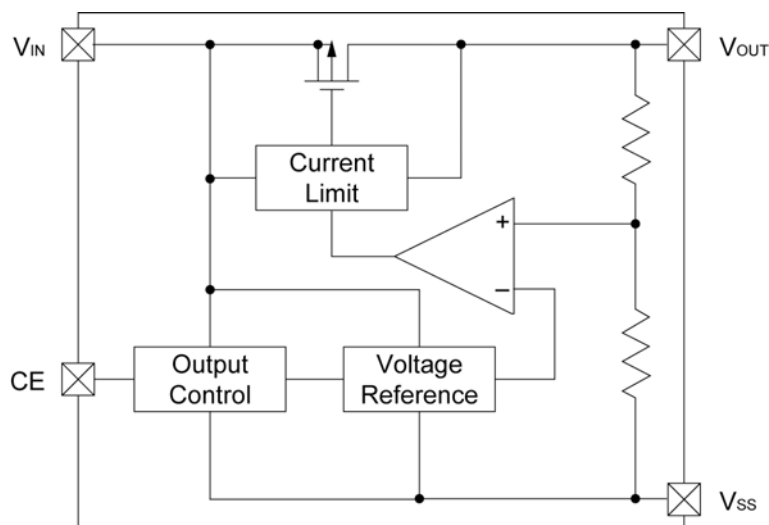 VIN
VOUT
Current
Limit
+
−
CE
Output
Control
Voltage
Reference
VSS